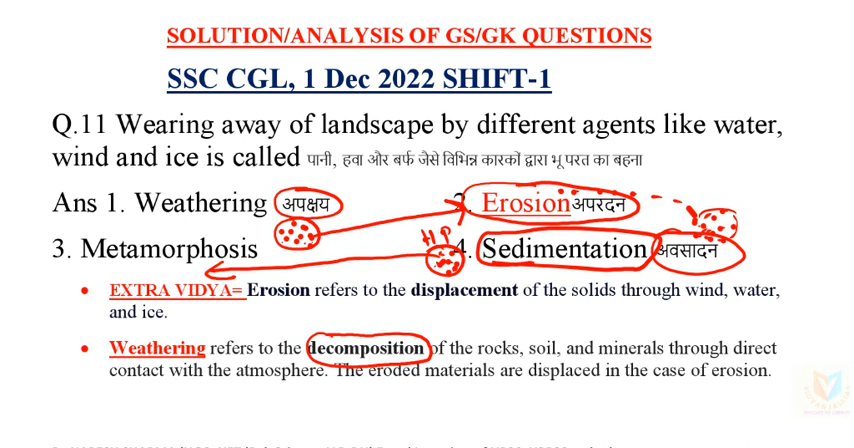 SOLUTION/ANALYSIS OF GS/GK QUESTIONS
SSC CGL, 1 Dec 2022 SHIFT-1
Q.11 Wearing away of landscape by different agents like water,
wind and ice is called पानी, हवा और बर्फ जैसे विभिन्न कारकों द्वारा भू परत का बहना
Ans 1. Weathering अपक्षय 2. Erosion अपरदन
HP
3. Metamorphosis 4. Sedimentation अवसादन
• EXTRA VIDYA= Erosion refers to the displacement of the solids through wind, water,
and ice.
• Weathering refers to the decomposition of the rocks, soil, and minerals through direct
contact with the atmosphere. The eroded materials are displaced in the case of erosion.